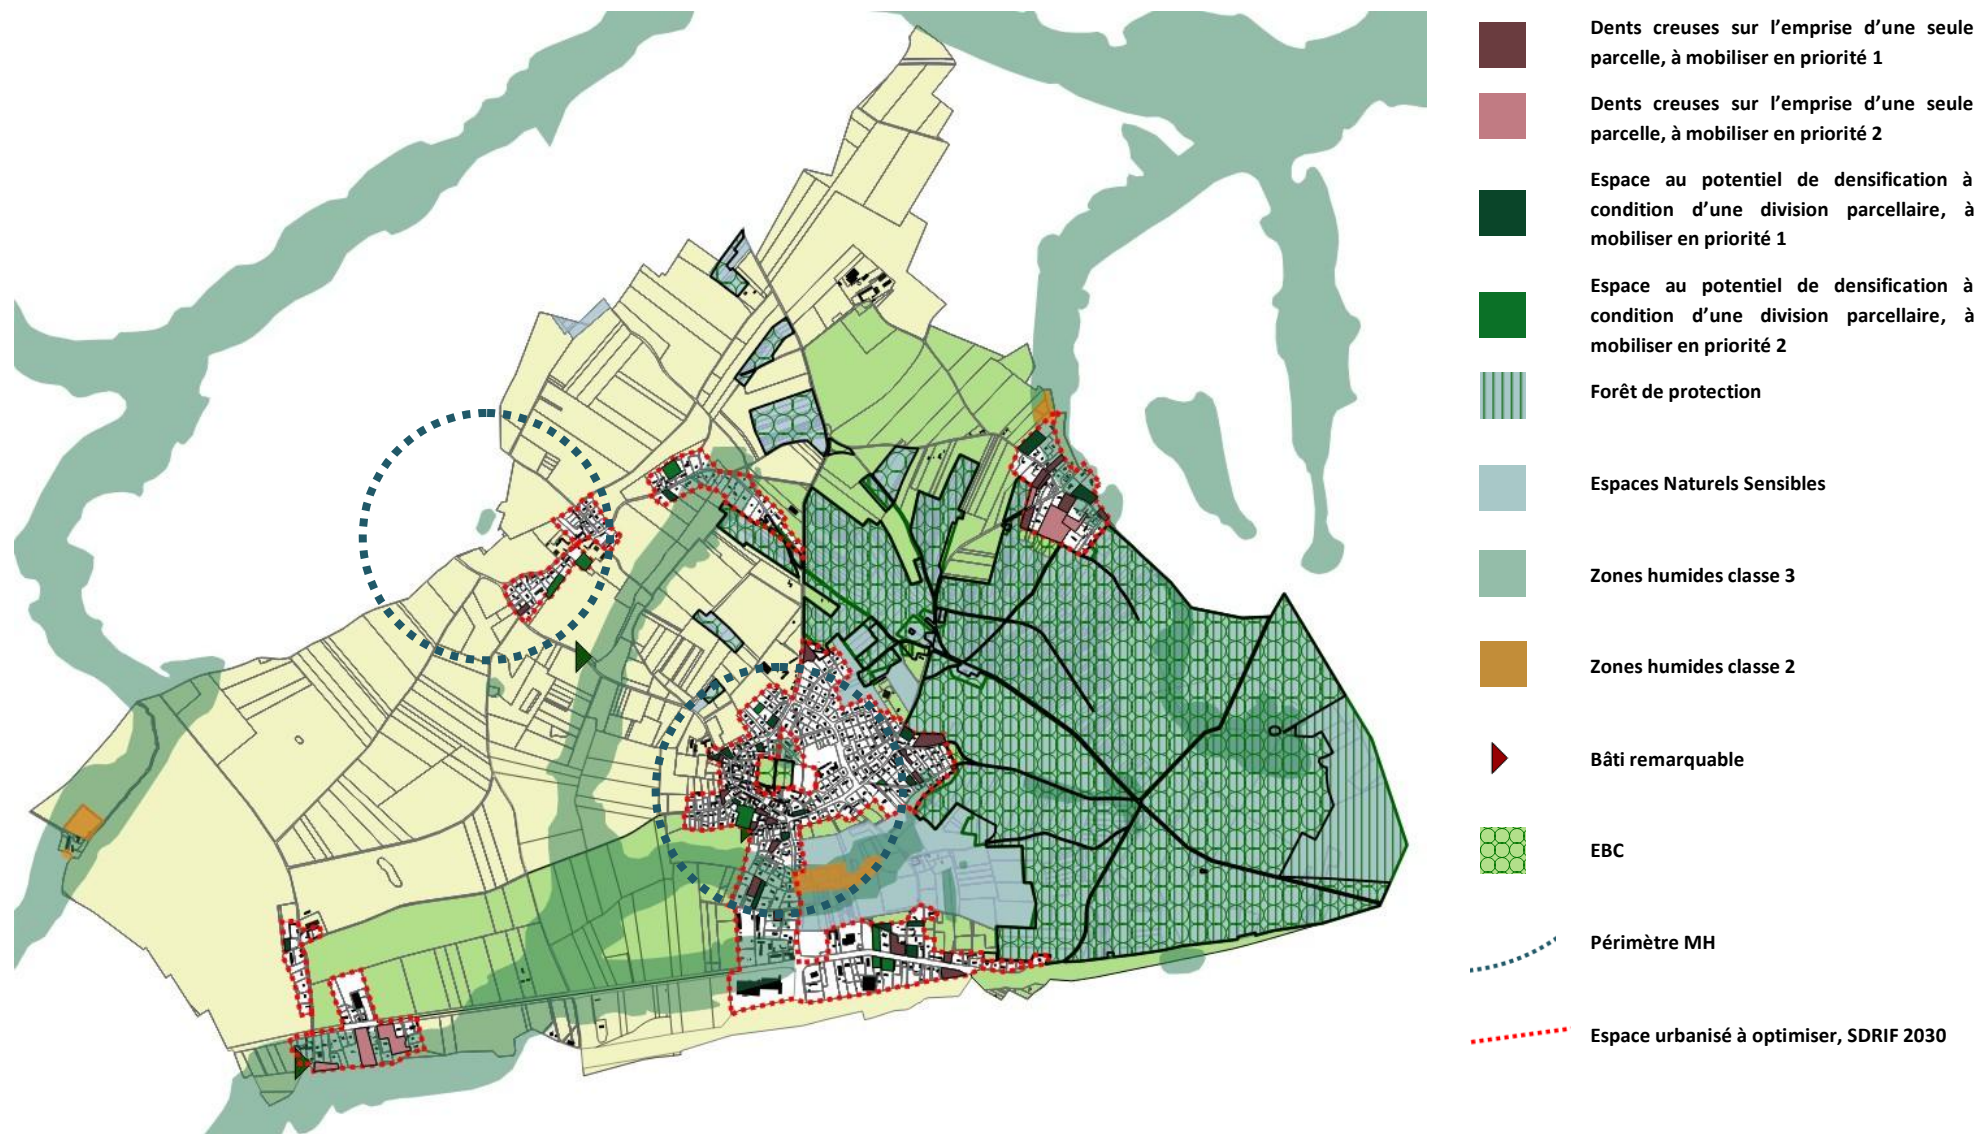 Dents creuses sur l’emprise d’une seule
parcelle, à mobiliser en priorité 1
Dents creuses sur l’emprise d’une seule
parcelle, à mobiliser en priorité 2
Espace au potentiel de densification à
condition d’une division parcellaire, à
mobiliser en priorité 1
Espace au potentiel de densification à
condition d’une division parcellaire, à
mobiliser en priorité 2
Forêt de protection
Espaces Naturels Sensibles
Zones humides classe 3
Zones humides classe 2
Bâti remarquable
EBC
Périmètre MH
Espace urbanisé à optimiser, SDRIF 2030